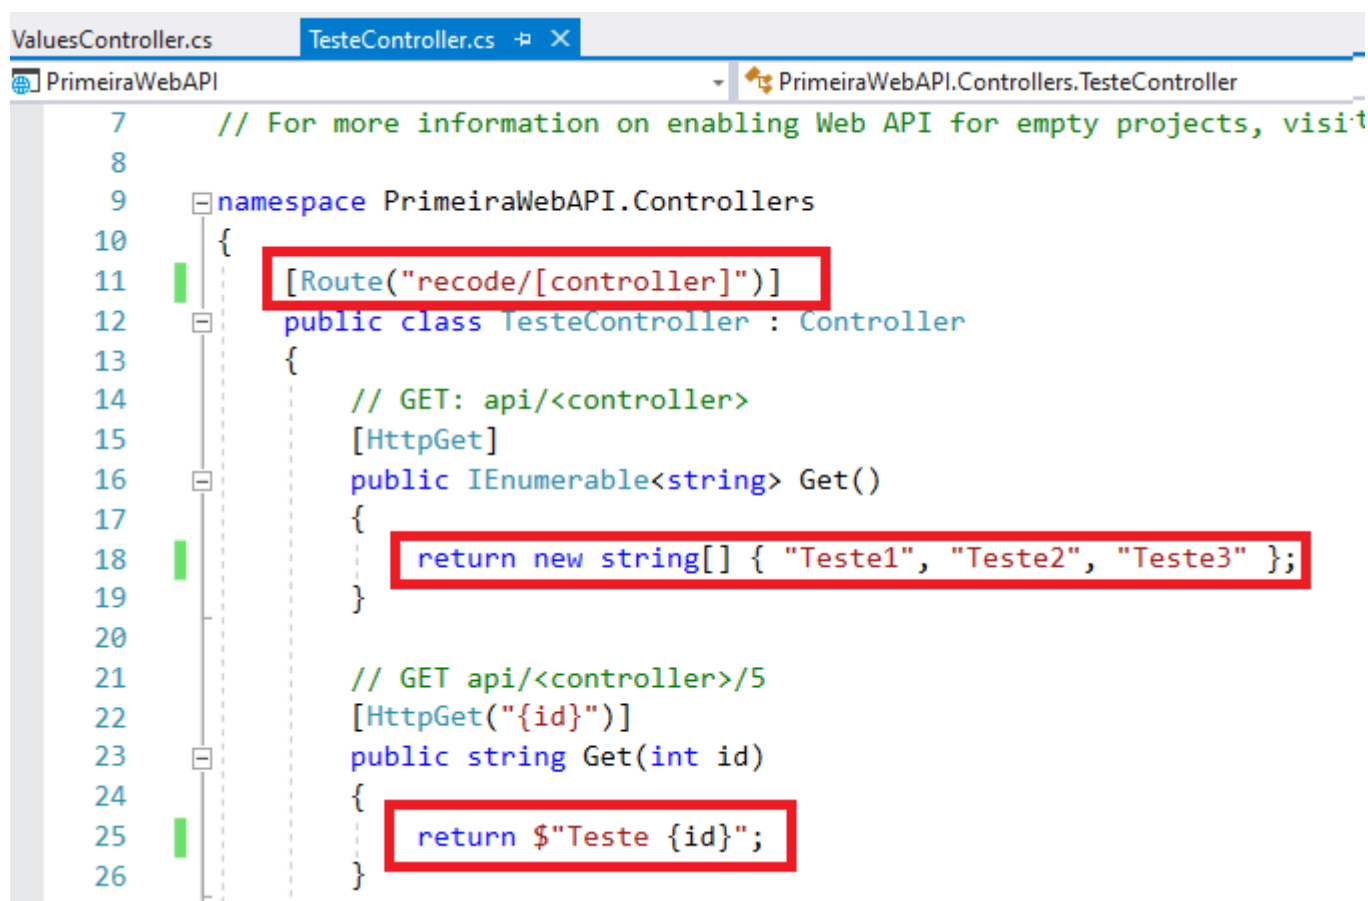 ValuesController.cs TesteController.cs
PrimeiraWebAPI PrimeiraWebAPI.Controllers.TesteController
7 // For more information on enabling Web API for empty projects, visit
8
9 namespace PrimeiraWebAPI.Controllers
10 {
11 [Route("recode/[controller]")]
12 public class TesteController : Controller
13 {
14 // GET: api/<controller>
15 [HttpGet]
16 public IEnumerable<string> Get()
17 {
18 return new string[] { "Teste1", "Teste2", "Teste3" };
19 }
20
21 // GET api/<controller>/5
22 [HttpGet("{id}")]
23 public string Get(int id)
24 {
25 return $"Teste {id}";
26 }